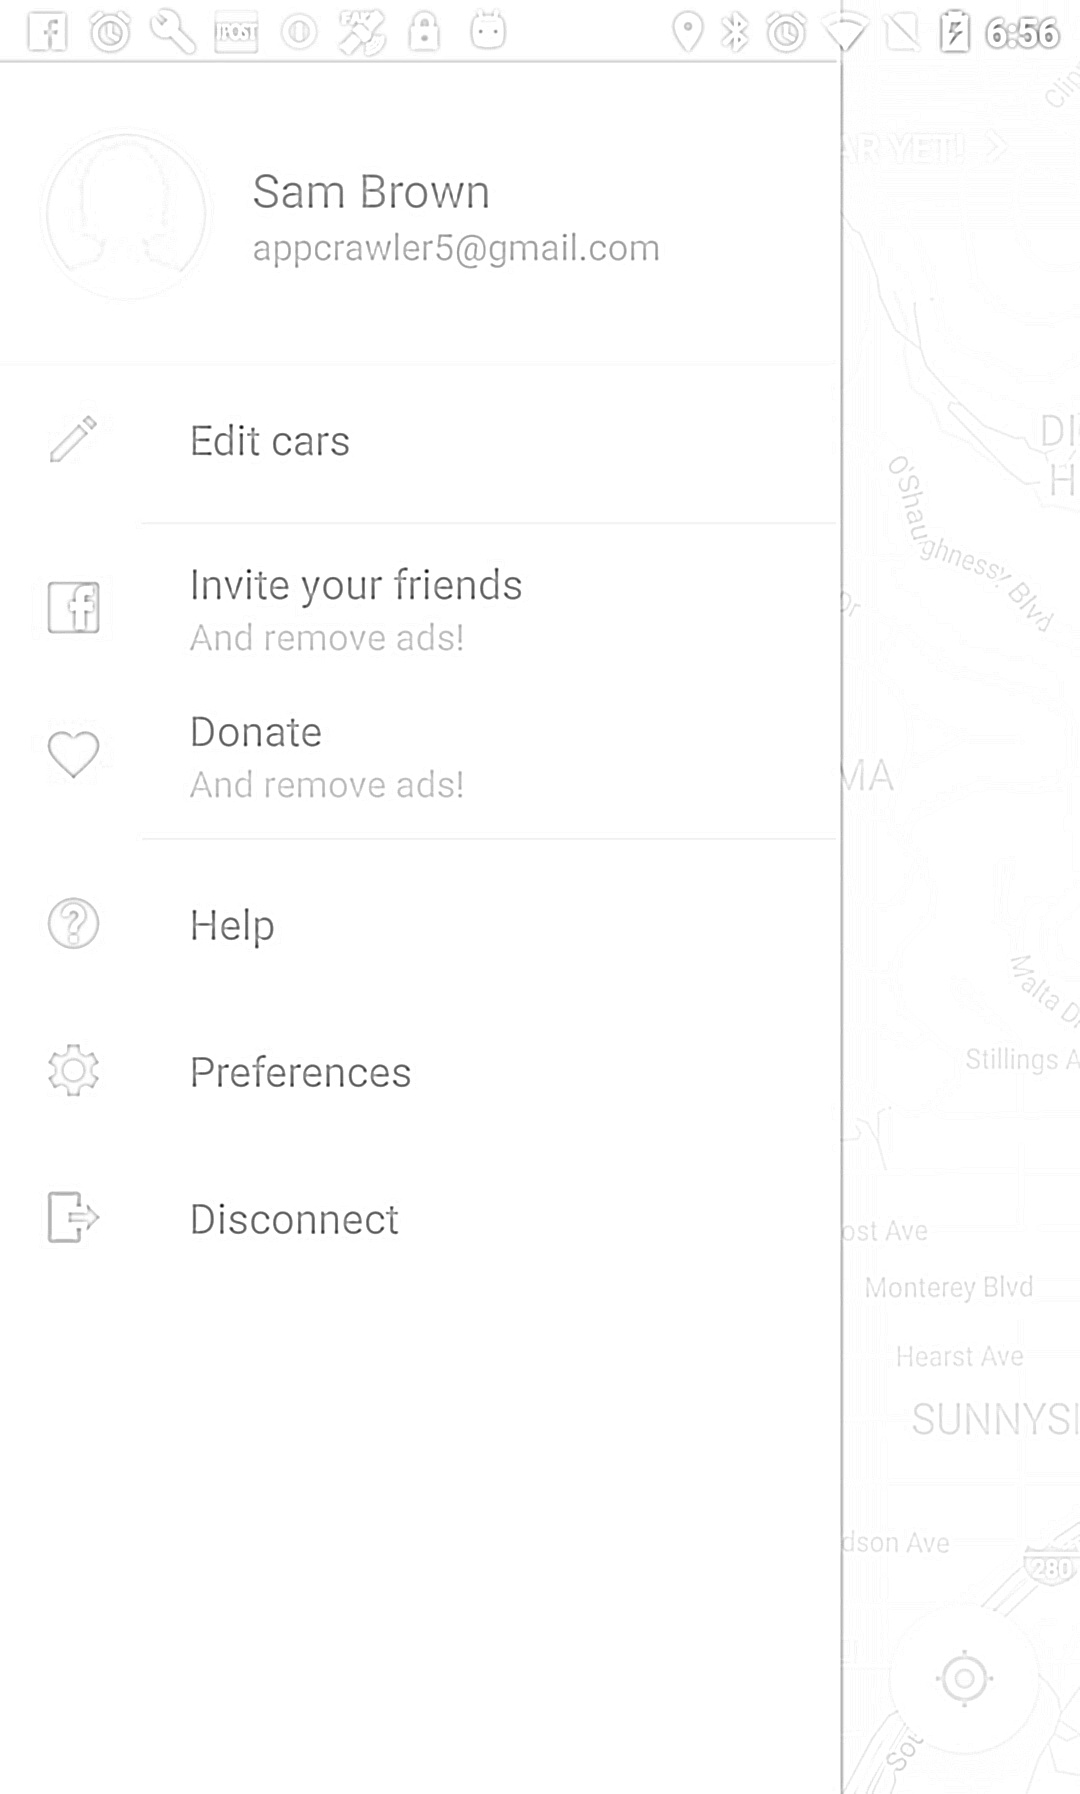 6:56
AR YET!
Sam Brown
appcrawler5@gmail.com
Edit cars
Invite your friends
And remove ads!
Donate
And remove ads!
Help
Preferences
Disconnect
Clip
DI
H
O'Shaughnessy Blvd
Dr
MA
Malta D
Stillings A
ost Ave
Monterey Blvd
Hearst Ave
SUNNYSI
dson Ave
280
Sou